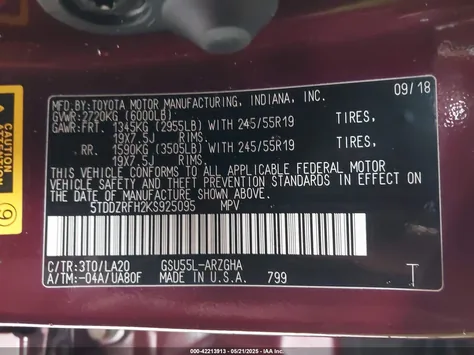 MFD.BY:TOYOTA MOTOR MANUFACTURING, INDIANA, INC. 09/18
GVWR:2720KG(6000LB)
GAWR:FRT. 1345KG(2955LB) WITH 245/55R19 TIRES,
19X7.5J RIMS.
RR. 1590KG(3505LB) WITH 245/55R19 TIRES,
19X7.5J RIMS.
THIS VEHICLE CONFORMS TO ALL APPLICABLE FEDERAL MOTOR
VEHICLE SAFETY STANDARDS IN EFFECT ON
THE DATE OF MANUFACTURE SHOWN ABOVE.
5TDDZRFH2KS925095 MPV
C/TR:3T0/LA20 GSU55L-ARZGHA
A/TM:-04A/UA80F MADE IN U.S.A 799 T
9
000-42213913 - 05/21/2025 - IAA Inc.